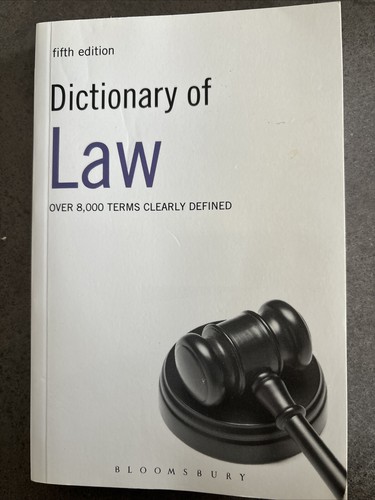 fifth edition
Dictionary of
Law
OVER 8,000 TERMS CLEARLY DEFINED
BLOOMSBURY